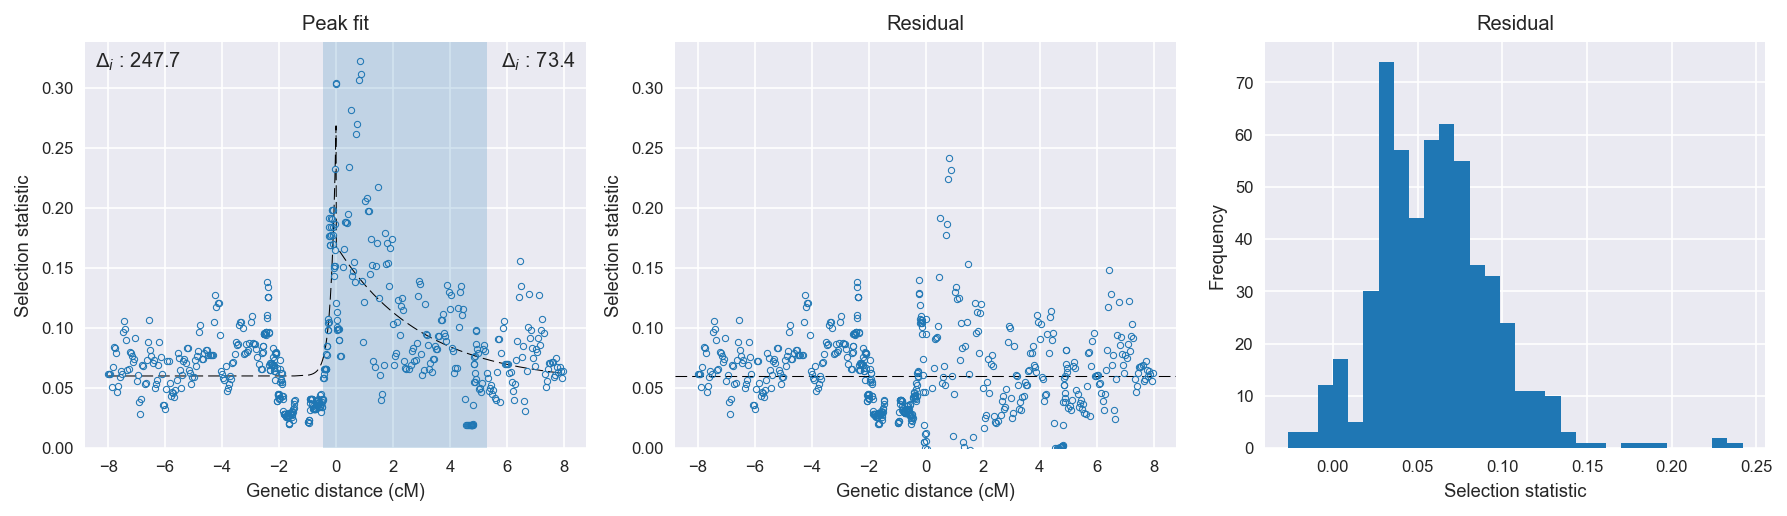 Peak fit
Δi : 247.7
Δi : 73.4
Selection statistic
0.30
0.25
0.20
0.15
0.10
0.05
0.00
−8 −6 −4 −2 0 2 4 6 8
Genetic distance (cM)
Residual
Selection statistic
0.30
0.25
0.20
0.15
0.10
0.05
0.00
−8 −6 −4 −2 0 2 4 6 8
Genetic distance (cM)
Residual
Frequency
70
60
50
40
30
20
10
0
0.00 0.05 0.10 0.15 0.20 0.25
Selection statistic